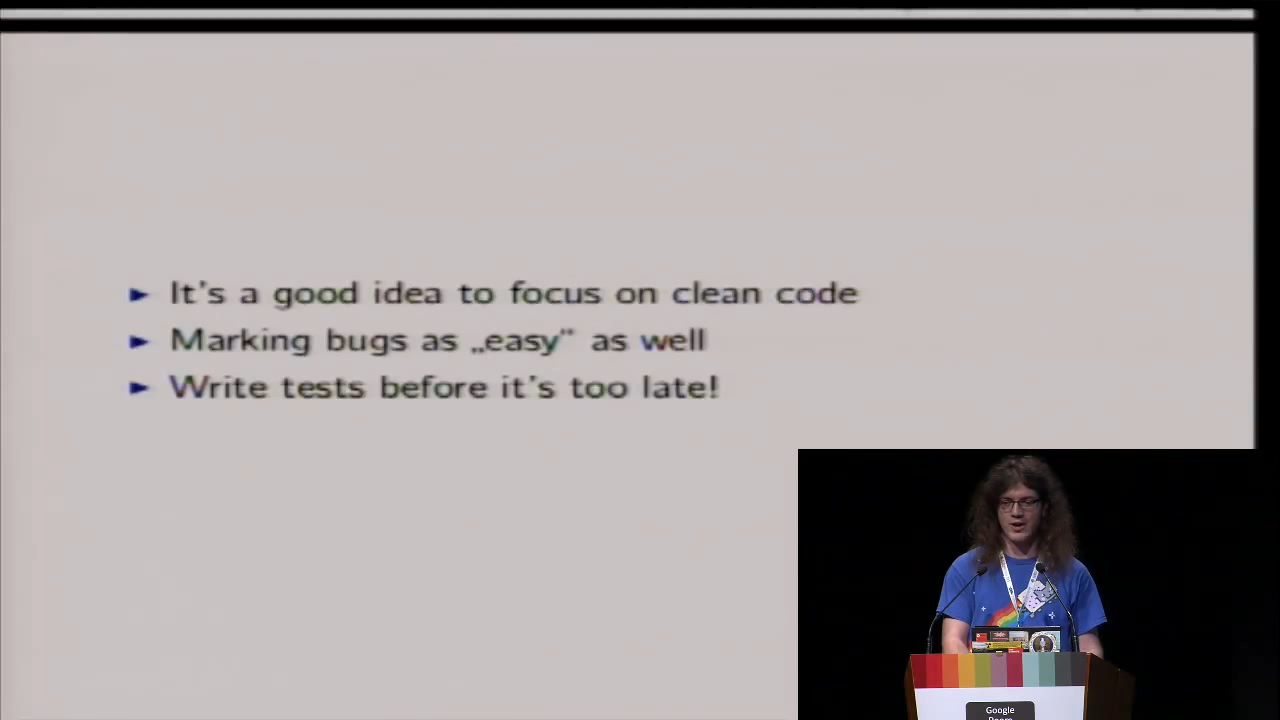 It's a good idea to focus on clean code
Marking bugs as „easy” as well
Write tests before it's too late!
Google
Room